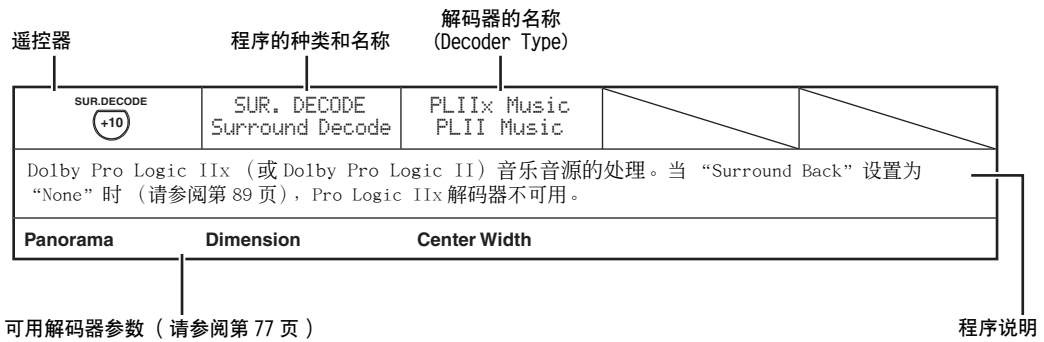 解码器的名称
遥控器 程序的种类和名称 (Decoder Type)
SUR.DECODE
+10
SUR. DECODE
Surround Decode
PLIIx Music
PLII Music
Dolby Pro Logic IIx (或 Dolby Pro Logic II) 音乐音源的处理。当 “Surround Back”设置为
“None”时 (请参阅第 89 页), Pro Logic IIx 解码器不可用。
Panorama Dimension Center Width
可用解码器参数 ( 请参阅第 77 页 ) 程序说明